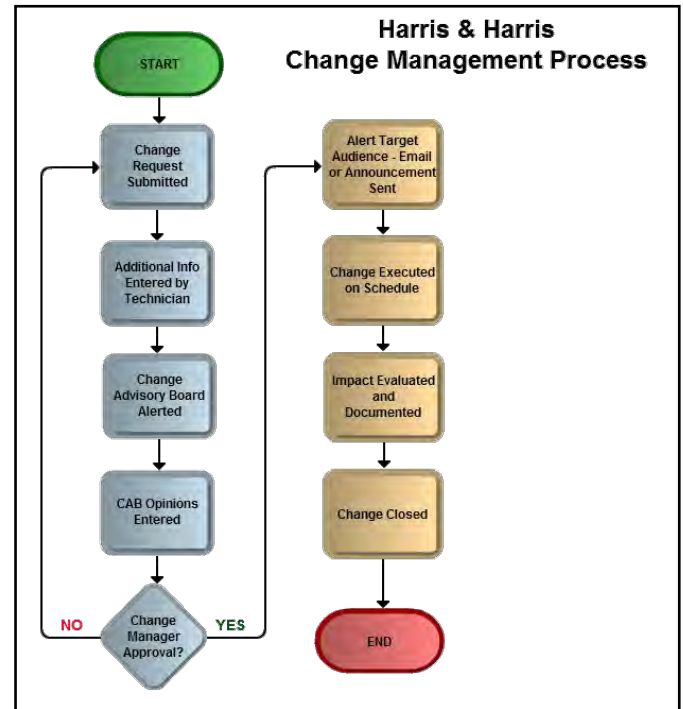 Harris & Harris
Change Management Process
START
Change
Request
Submitted
Additional Info
Entered by
Technician
Change
Advisory Board
Alerted
CAB Opinions
Entered
Change
Manager
Approval?
NO
YES
Alert Target
Audience - Email
or Announcement
Sent
Change Executed
on Schedule
Impact Evaluated
and
Documented
Change Closed
END